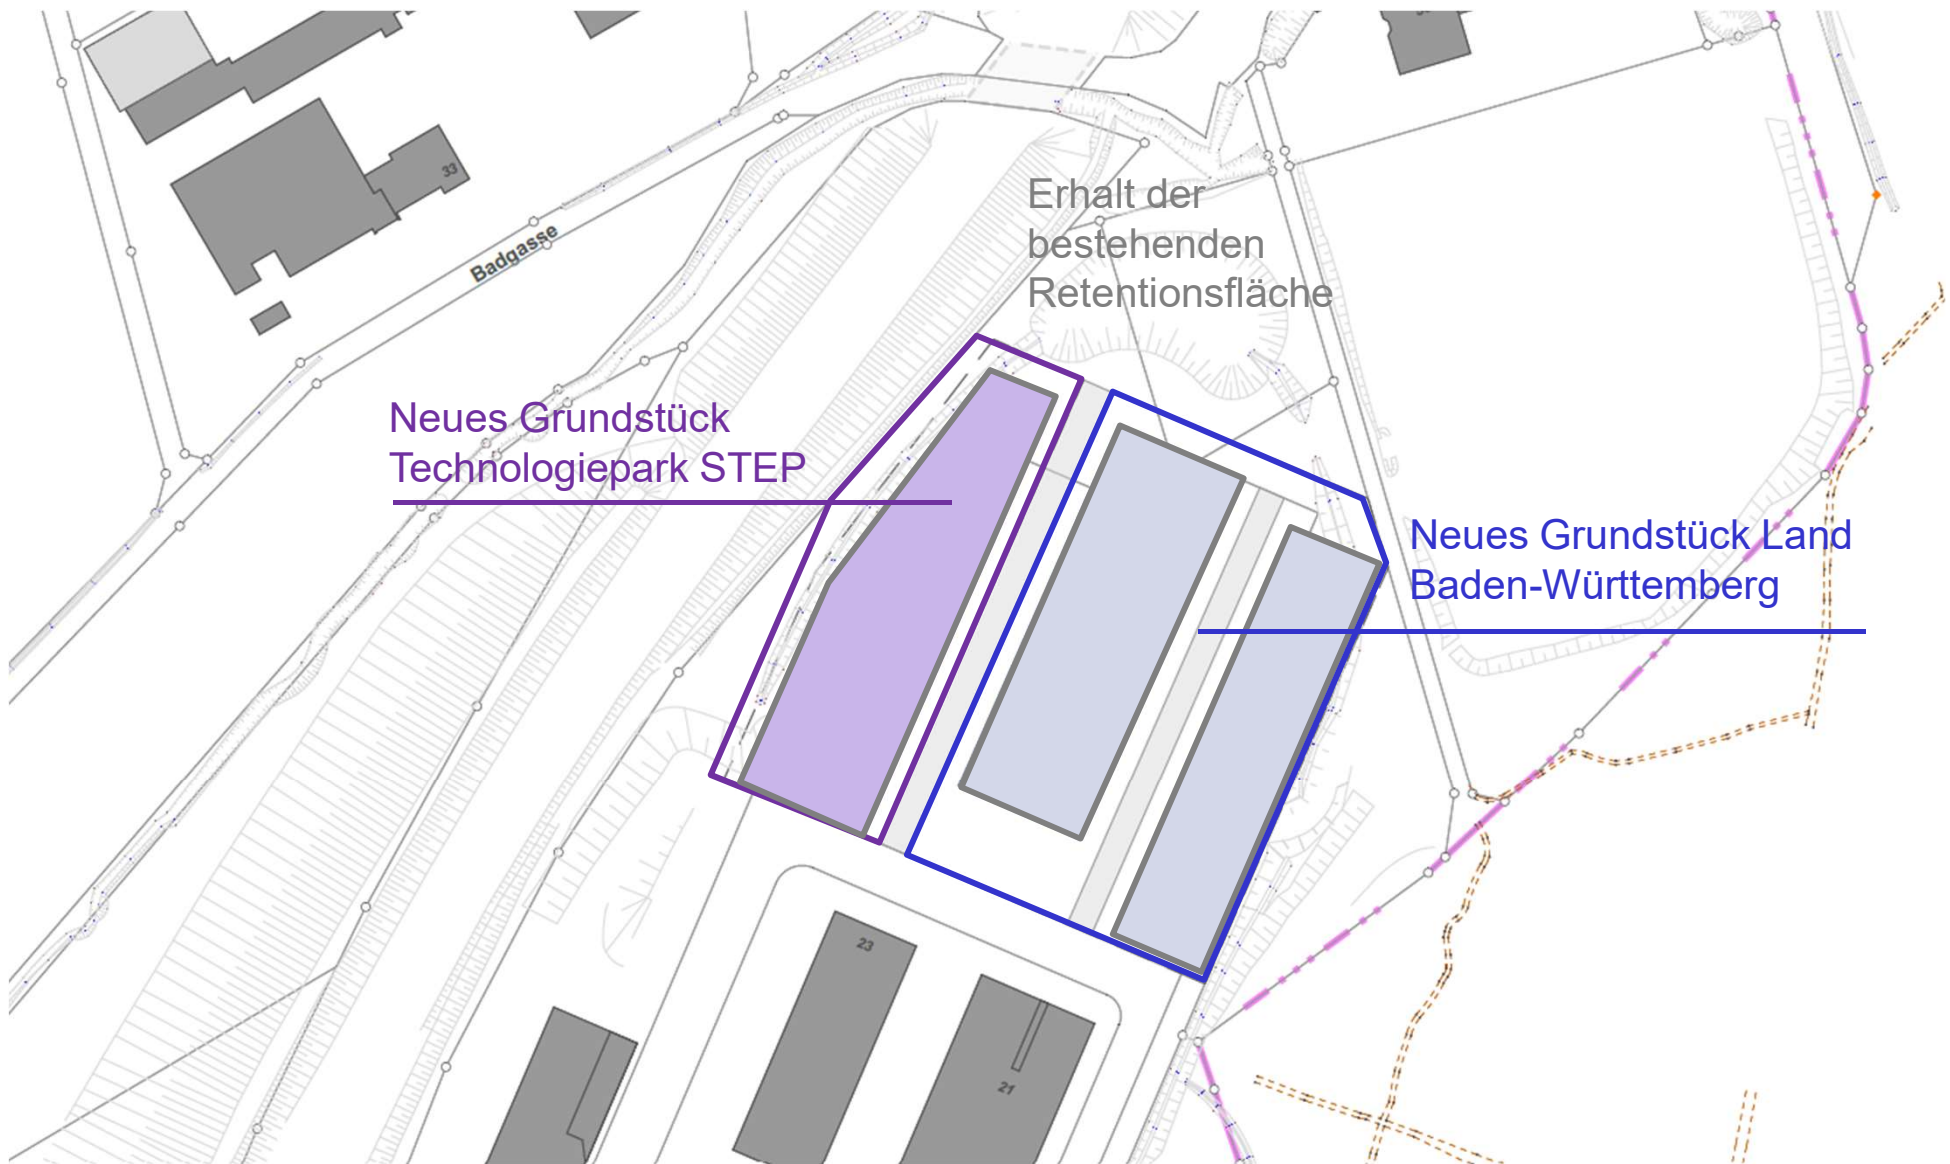 33
Badgasse
Erhalt der
bestehenden
Retentionsfläche
Neues Grundstück
Technologiepark STEP
Neues Grundstück Land
Baden-Württemberg
23
21